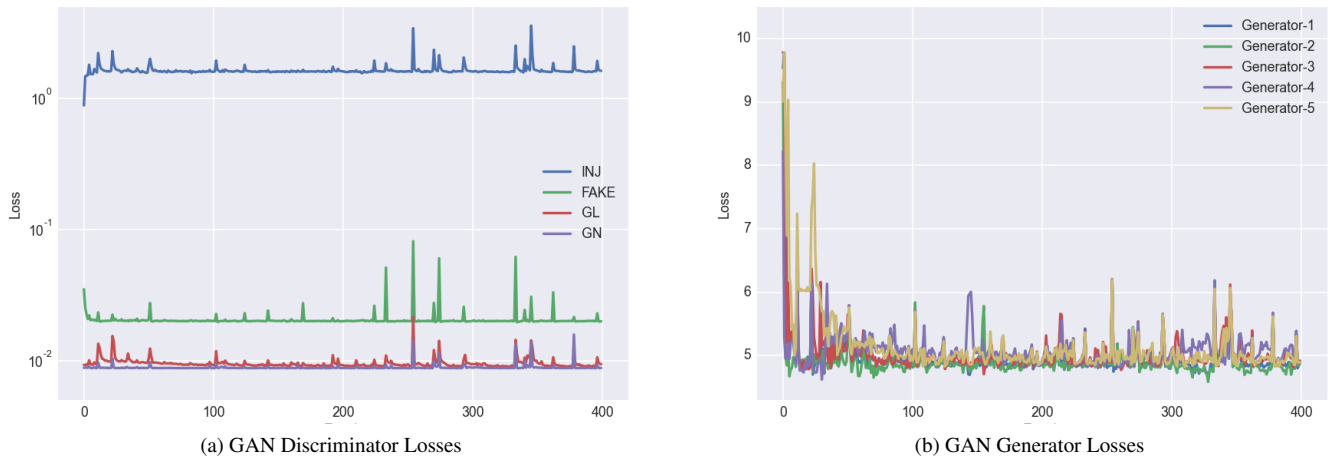 10⁰
10⁻¹
10⁻²
Loss
0 100 200 300 400
INJ
FAKE
GL
GN
(a) GAN Discriminator Losses
10
9
8
7
6
5
Loss
0 100 200 300 400
Generator-1
Generator-2
Generator-3
Generator-4
Generator-5
(b) GAN Generator Losses